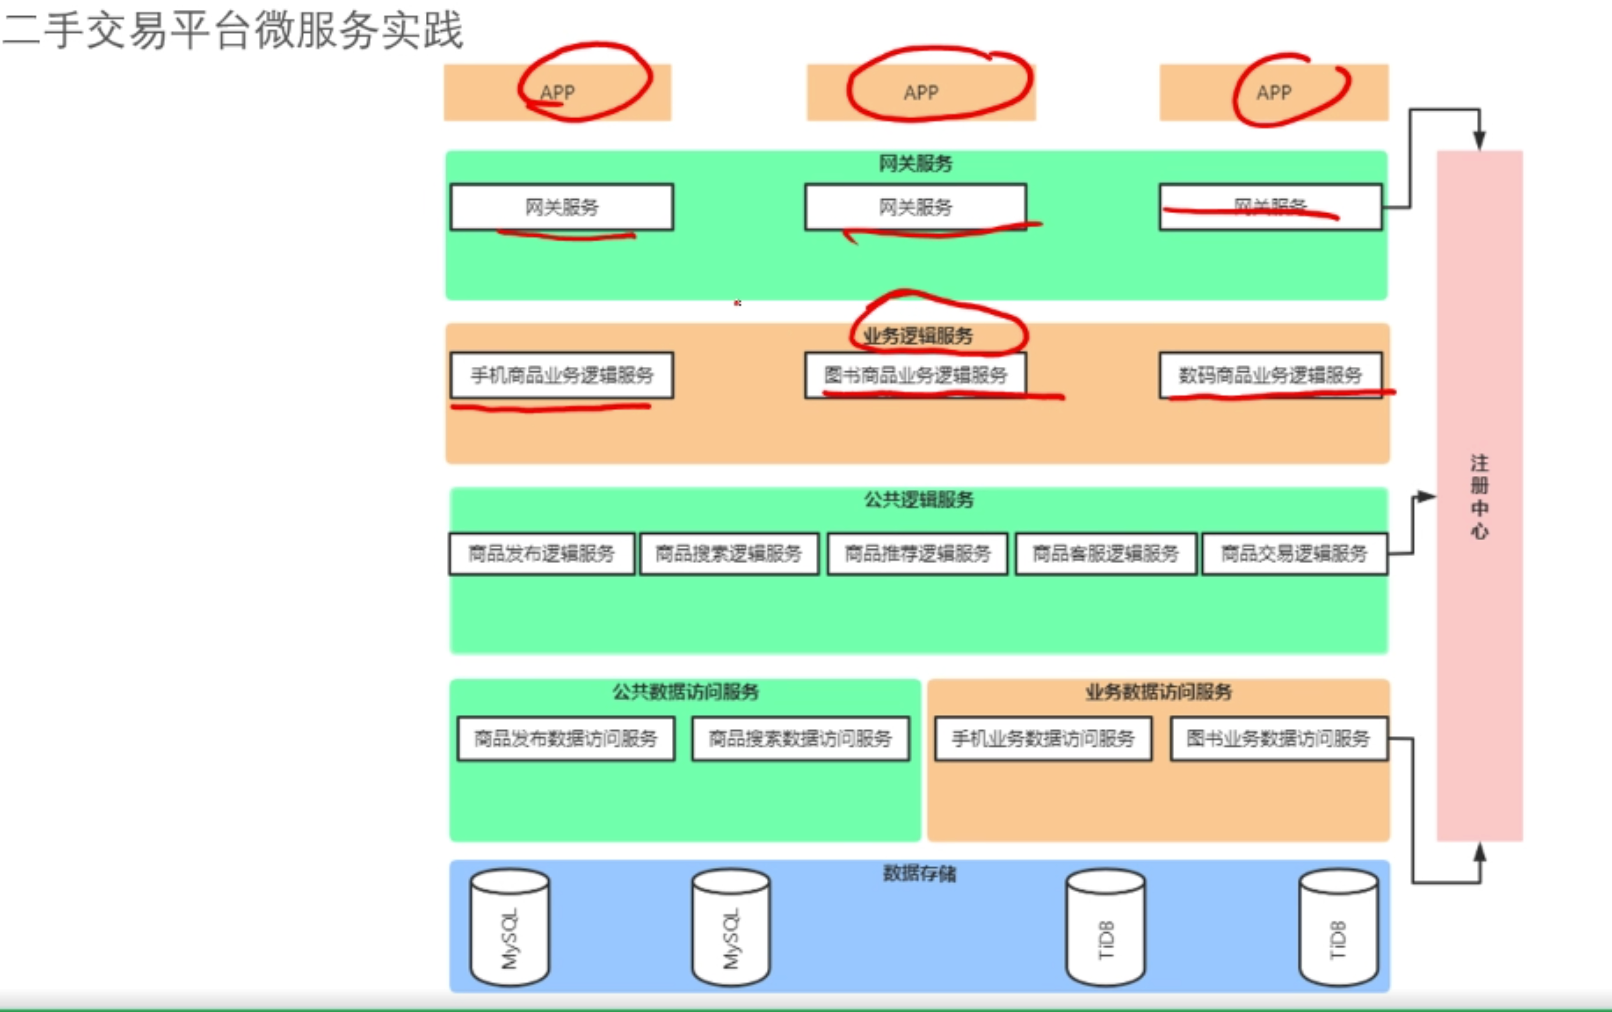 二手交易平台微服务实践
APP
APP
APP
网关服务
网关服务
网关服务
网关服务
业务逻辑服务
手机商品业务逻辑服务
图书商品业务逻辑服务
数码商品业务逻辑服务
公共逻辑服务
商品发布逻辑服务
商品搜索逻辑服务
商品推荐逻辑服务
商品客服逻辑服务
商品交易逻辑服务
公共数据访问服务
业务数据访问服务
商品发布数据访问服务
商品搜索数据访问服务
手机业务数据访问服务
图书业务数据访问服务
数据存储
MySQL
MySQL
TiDB
TiDB
注册中心